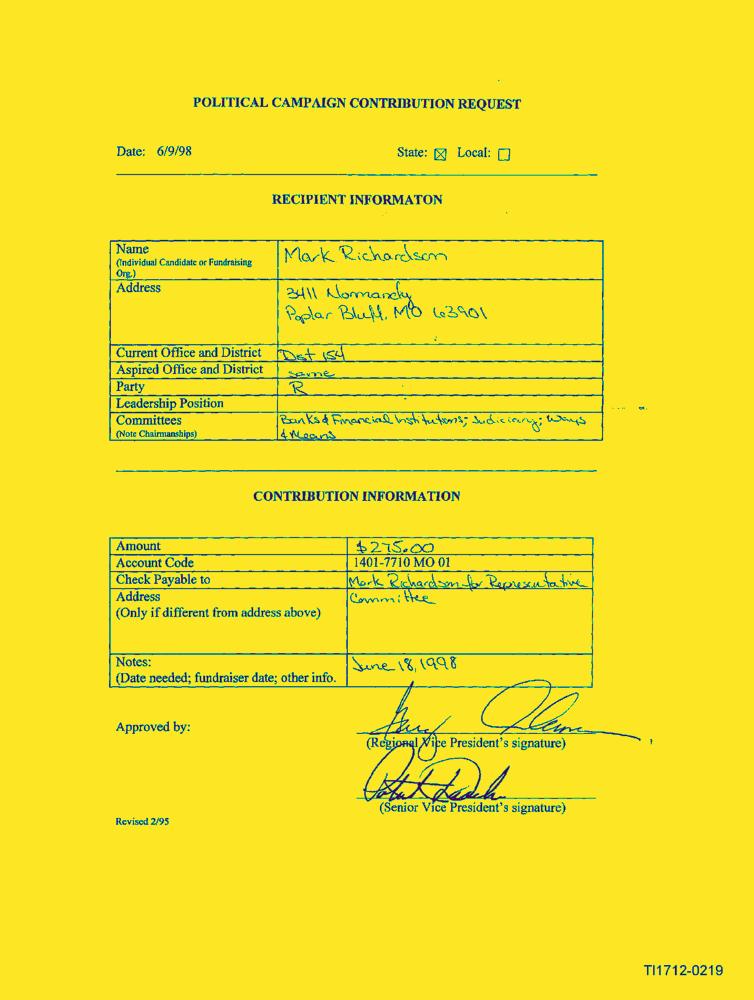 POLITICAL CAMPAIGN CONTRIBUTION REQUEST
Date: 6/9/98 State: ☒ Local: ☐
RECIPIENT INFORMATON
Name Mark Richardson
(Individual Candidate or Fundraising
Org.)
Address 3411 Normandy
Poplar Bluff, MO 63901
Current Office and District Dist 154
Aspired Office and District same
Party R
Leadership Position
Committees Banks & Financial Institutions; Judiciary; Ways
(Note Chairmanships) & Means
CONTRIBUTION INFORMATION
Amount $275.00
Account Code 1401-7710 MO 01
Check Payable to Mark Richardson for Representative
Address Committee
(Only if different from address above)
Notes: June 18, 1998
(Date needed; fundraiser date; other info.
Approved by:
(Regional Vice President's signature)
(Senior Vice President's signature)
Revised 2/95
TI1712-0219